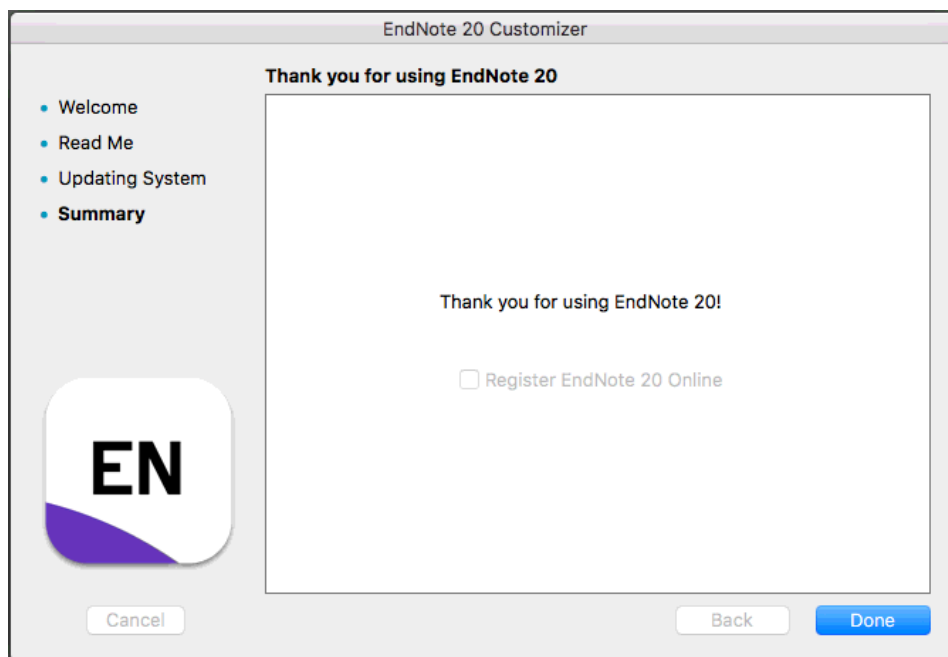 EndNote 20 Customizer
Thank you for using EndNote 20
Welcome
Read Me
Updating System
Summary
Thank you for using EndNote 20!
Register EndNote 20 Online
EN
Cancel
Back
Done